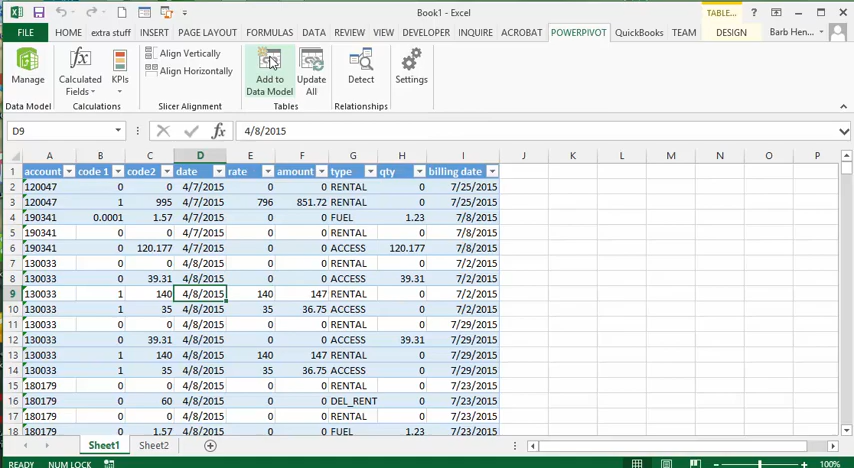 Book1 - Excel
TABLE...
FILE HOME extra stuff INSERT PAGE LAYOUT FORMULAS DATA REVIEW VIEW DEVELOPER INQUIRE ACROBAT POWERPIVOT QuickBooks TEAM DESIGN Barb Hen...
Manage
Calculated Fields
KPIs
Align Vertically
Align Horizontally
Add to Data Model
Update All
Detect
Settings
Data Model Calculations Slicer Alignment Tables Relationships
D9 fx 4/8/2015
A B C D E F G H I J K L M N O P
1 account code 1 code2 date rate amount type qty billing date
2 120047 0 0 4/7/2015 0 0 RENTAL 0 7/25/2015
3 120047 1 995 4/7/2015 796 851.72 RENTAL 0 7/25/2015
4 190341 0.0001 1.57 4/7/2015 0 0 FUEL 1.23 7/8/2015
5 190341 0 0 4/7/2015 0 0 RENTAL 0 7/8/2015
6 190341 0 120.177 4/7/2015 0 0 ACCESS 120.177 7/8/2015
7 130033 0 0 4/8/2015 0 0 RENTAL 0 7/2/2015
8 130033 0 39.31 4/8/2015 0 0 ACCESS 39.31 7/2/2015
9 130033 1 140 4/8/2015 140 147 RENTAL 0 7/2/2015
10 130033 1 35 4/8/2015 35 36.75 ACCESS 0 7/2/2015
11 130033 0 0 4/8/2015 0 0 RENTAL 0 7/29/2015
12 130033 0 39.31 4/8/2015 0 0 ACCESS 39.31 7/29/2015
13 130033 1 140 4/8/2015 140 147 RENTAL 0 7/29/2015
14 130033 1 35 4/8/2015 35 36.75 ACCESS 0 7/29/2015
15 180179 0 0 4/8/2015 0 0 RENTAL 0 7/23/2015
16 180179 0 60 4/8/2015 0 0 DEL_RENT 0 7/23/2015
17 180179 0 0 4/8/2015 0 0 RENTAL 0 7/23/2015
18 180179 0 1.57 4/8/2015 0 0 FUEL 1.23 7/23/2015
Sheet1 Sheet2
READY NUM LOCK 100%